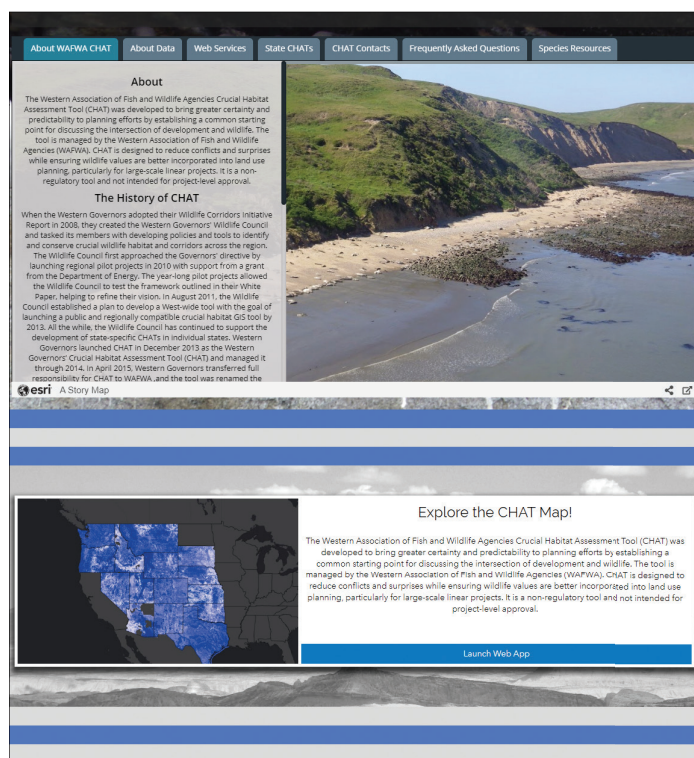 About WAFWA CHAT
About Data
Web Services
State CHATs
CHAT Contacts
Frequently Asked Questions
Species Resources
About
The Western Association of Fish and Wildlife Agencies Crucial Habitat
Assessment Tool (CHAT) was developed to bring greater certainty and
predictability to planning efforts by establishing a common starting
point for discussing the intersection of development and wildlife. The
tool is managed by the Western Association of Fish and Wildlife
Agencies (WAFWA). CHAT is designed to reduce conflicts and surprises
while ensuring wildlife values are better incorporated into land use
planning, particularly for large-scale linear projects. It is a non-
regulatory tool and not intended for project-level approval.
The History of CHAT
When the Western Governors adopted their Wildlife Corridors Initiative
Report in 2008, they created the Western Governors' Wildlife Council
and tasked its members with developing policies and tools to identify
and conserve crucial wildlife habitat and corridors across the region.
The Wildlife Council first approached the Governors' directive by
launching regional pilot projects in 2010 with support from a grant
from the Department of Energy. The year-long pilot projects allowed
the Wildlife Council to test the framework outlined in their White
Paper, helping to refine their vision. In August 2011, the Wildlife
Council established a plan to develop a West-wide tool with the goal of
launching a public and regionally compatible crucial habitat GIS tool by
2013. All the while, the Wildlife Council has continued to support the
development of state-specific CHATs in individual states. Western
Governors launched CHAT in December 2013 as the Western
Governors' Crucial Habitat Assessment Tool (CHAT) and managed it
through 2014. In April 2015, Western Governors transferred full
responsibility for CHAT to WAFWA ,and the tool was renamed the
esri A Story Map
Explore the CHAT Map!
The Western Association of Fish and Wildlife Agencies Crucial Habitat Assessment Tool (CHAT) was
developed to bring greater certainty and predictability to planning efforts by establishing a
common starting point for discussing the intersection of development and wildlife. The tool is
managed by the Western Association of Fish and Wildlife Agencies (WAFWA). CHAT is designed to
reduce conflicts and surprises while ensuring wildlife values are better incorporated into land use
planning, particularly for large-scale linear projects. It is a non-regulatory tool and not intended for
project-level approval.
Launch Web App